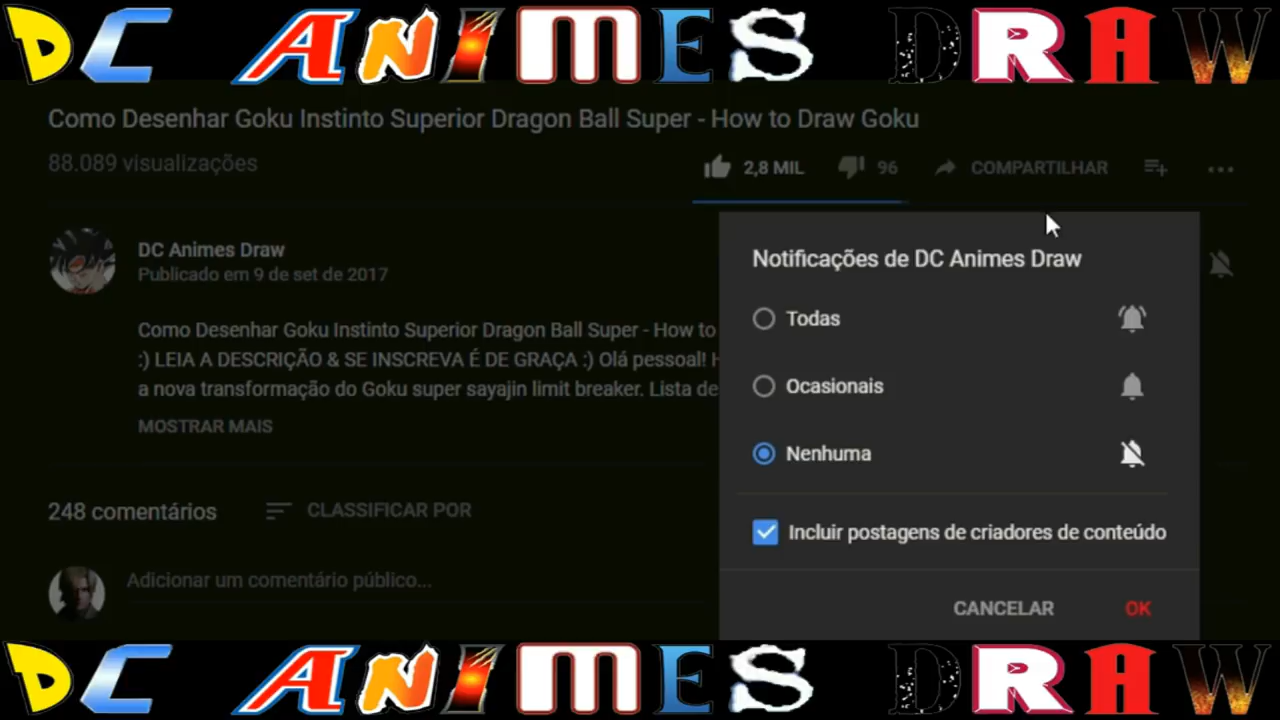 DC ANIMES DRAW
Como Desenhar Goku Instinto Superior Dragon Ball Super - How to Draw Goku
88.089 visualizações
2,8 MIL 96 COMPARTILHAR
DC Animes Draw
Publicado em 9 de set de 2017
Como Desenhar Goku Instinto Superior Dragon Ball Super - How to
:) LEIA A DESCRIÇÃO & SE INSCREVA É DE GRAÇA :) Olá pessoal!
a nova transformação do Goku super sayajin limit breaker. Lista de
MOSTRAR MAIS
248 comentários CLASSIFICAR POR
Adicionar um comentário público...
Notificações de DC Animes Draw
Todas
Ocasionais
Nenhuma
Incluir postagens de criadores de conteúdo
CANCELAR OK
DC ANIMES DRAW